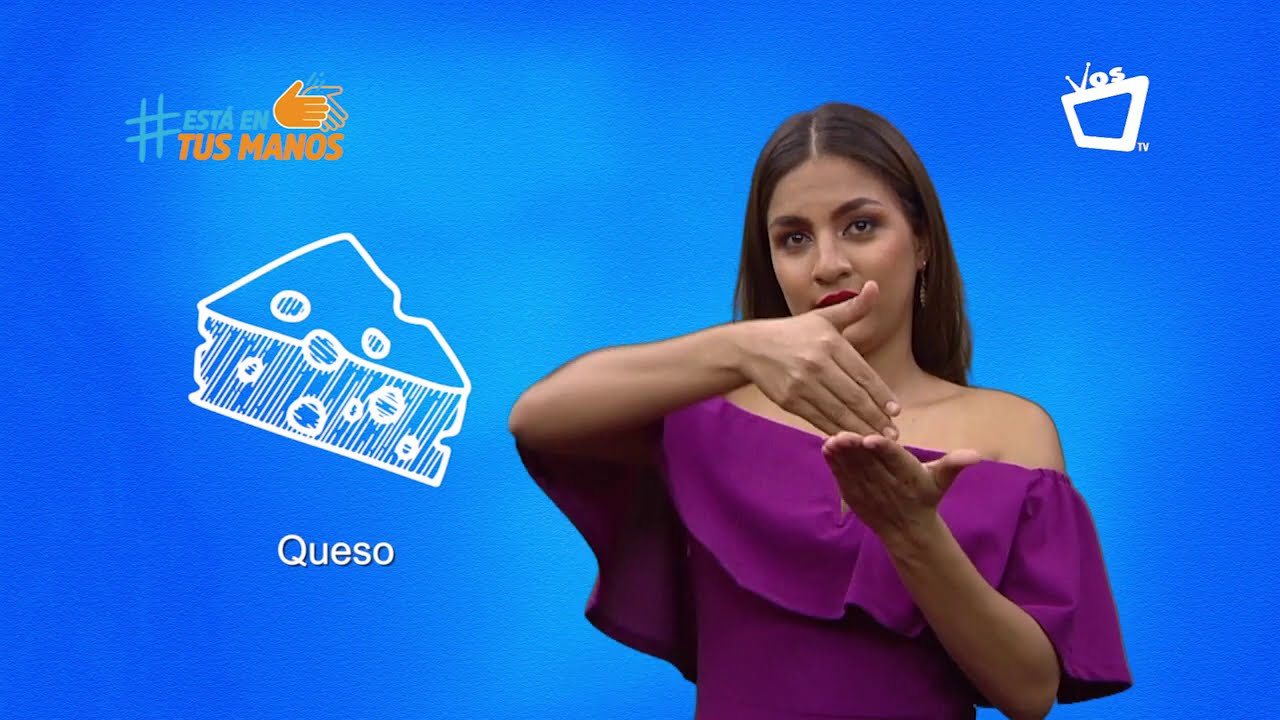 #ESTÁ EN
TUS MANOS
VOS
TV
Queso